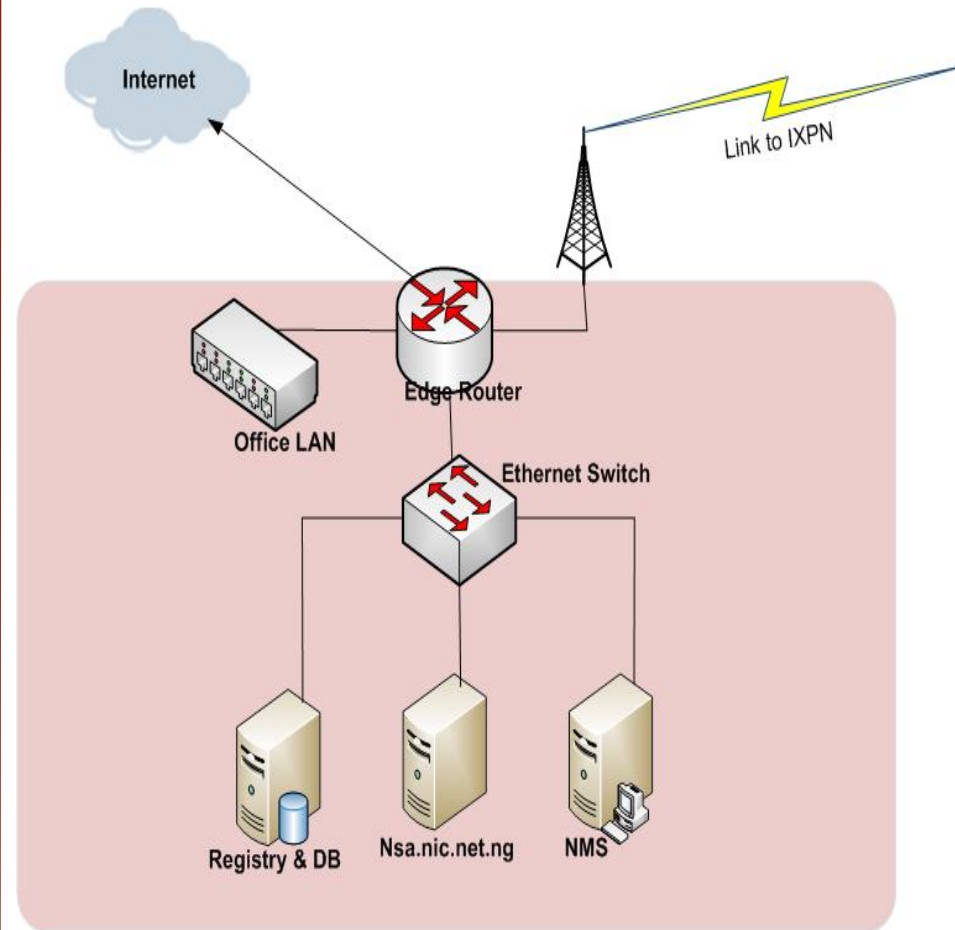 Internet
Link to IXPN
Edge Router
Office LAN
Ethernet Switch
Registry & DB
Nsa.nic.net.ng
NMS